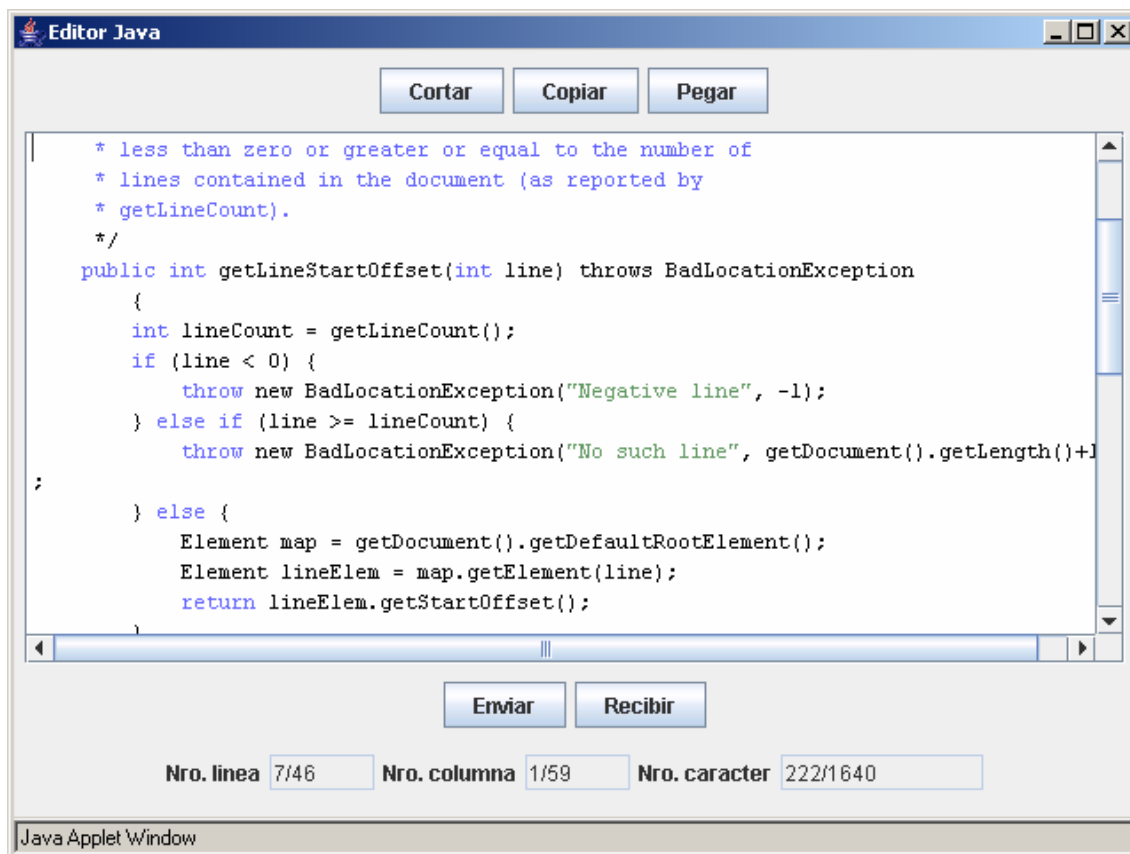 Editor Java
Cortar Copiar Pegar
* less than zero or greater or equal to the number of
* lines contained in the document (as reported by
* getLineCount).
*/
public int getLineStartOffset(int line) throws BadLocationException
{
int lineCount = getLineCount();
if (line < 0) {
throw new BadLocationException("Negative line", -1);
} else if (line >= lineCount) {
throw new BadLocationException("No such line", getDocument().getLength()+1
;
} else {
Element map = getDocument().getDefaultRootElement();
Element lineElem = map.getElement(line);
return lineElem.getStartOffset();
}
Enviar Recibir
Nro. linea 7/46 Nro. columna 1/59 Nro. caracter 222/1640
Java Applet Window